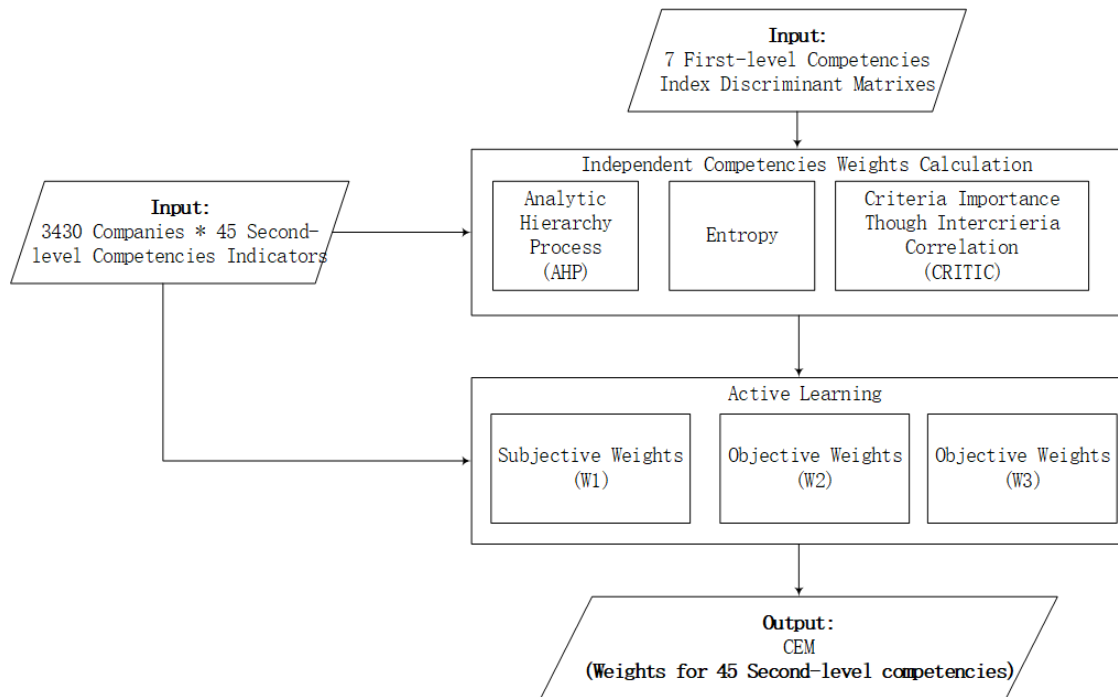 Input:
7 First-level Competencies
Index Discriminant Matrixes
Independent Competencies Weights Calculation
Input:
3430 Companies * 45 Second-
level Competencies Indicators
Analytic
Hierarchy
Process
(AHP)
Entropy
Criteria Importance
Though Intercrieria
Correlation
(CRITIC)
Active Learning
Subjective Weights
(W1)
Objective Weights
(W2)
Objective Weights
(W3)
Output:
CEM
(Weights for 45 Second-level competencies)